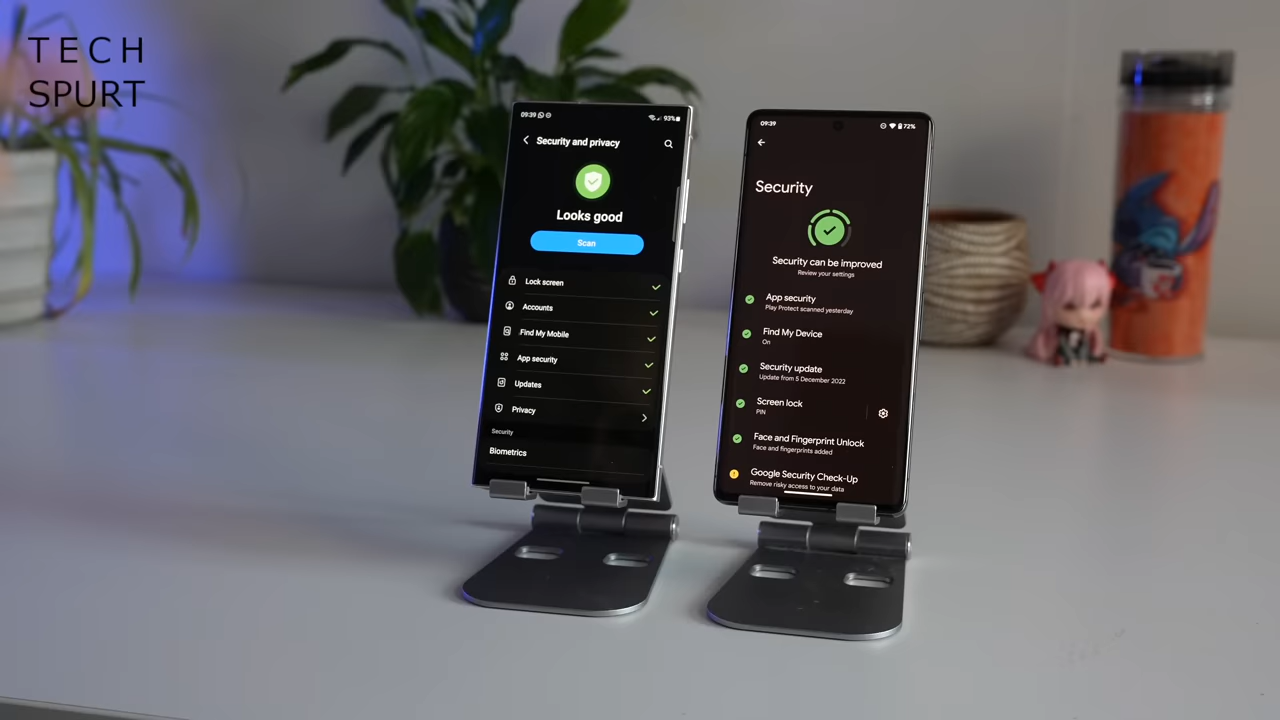 TECH
SPURT
09:39
93%
Security and privacy
Looks good
Scan
Lock screen
Accounts
Find My Mobile
App security
Updates
Privacy
Security
Biometrics
09:39
72%
Security
Security can be improved
Review your settings
App security
Play Protect scanned yesterday
Find My Device
On
Security update
Update from 5 December 2022
Screen lock
PIN
Face and Fingerprint Unlock
Face and fingerprints added
Google Security Check-Up
Remove risky access to your data